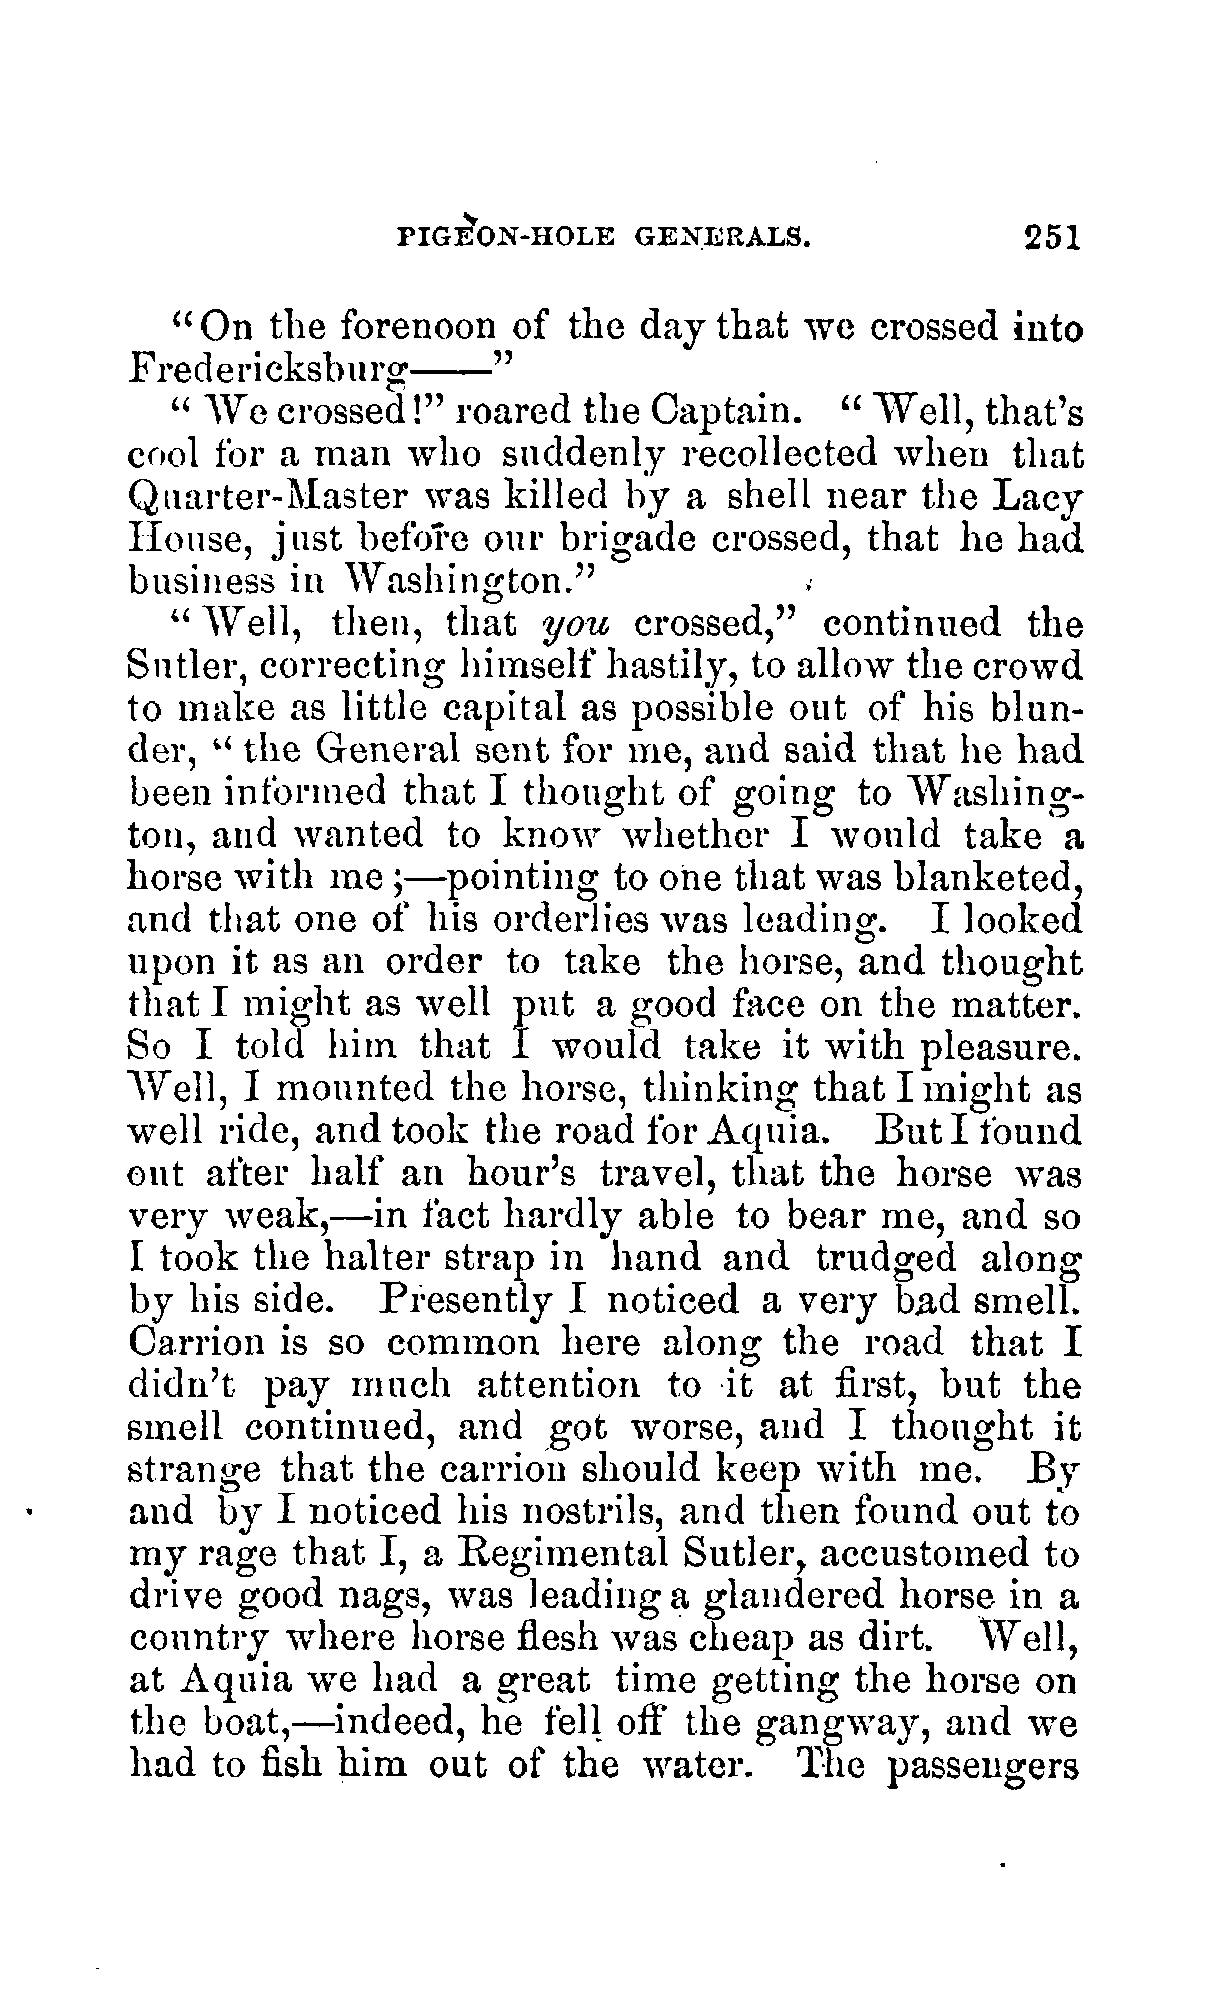 PIGEON-HOLE GENERALS. 251
"On the forenoon of the day that we crossed into
Fredericksburg——"
"We crossed!" roared the Captain. "Well, that's
cool for a man who suddenly recollected when that
Quarter-Master was killed by a shell near the Lacy
House, just before our brigade crossed, that he had
business in Washington."
"Well, then, that you crossed," continued the
Sutler, correcting himself hastily, to allow the crowd
to make as little capital as possible out of his blun-
der, "the General sent for me, and said that he had
been informed that I thought of going to Washing-
ton, and wanted to know whether I would take a
horse with me;—pointing to one that was blanketed,
and that one of his orderlies was leading. I looked
upon it as an order to take the horse, and thought
that I might as well put a good face on the matter.
So I told him that I would take it with pleasure.
Well, I mounted the horse, thinking that I might as
well ride, and took the road for Aquia. But I found
out after half an hour's travel, that the horse was
very weak,—in fact hardly able to bear me, and so
I took the halter strap in hand and trudged along
by his side. Presently I noticed a very bad smell.
Carrion is so common here along the road that I
didn't pay much attention to it at first, but the
smell continued, and got worse, and I thought it
strange that the carrion should keep with me. By
and by I noticed his nostrils, and then found out to
my rage that I, a Regimental Sutler, accustomed to
drive good nags, was leading a glandered horse in a
country where horse flesh was cheap as dirt. Well,
at Aquia we had a great time getting the horse on
the boat,—indeed, he fell off the gangway, and we
had to fish him out of the water. The passengers